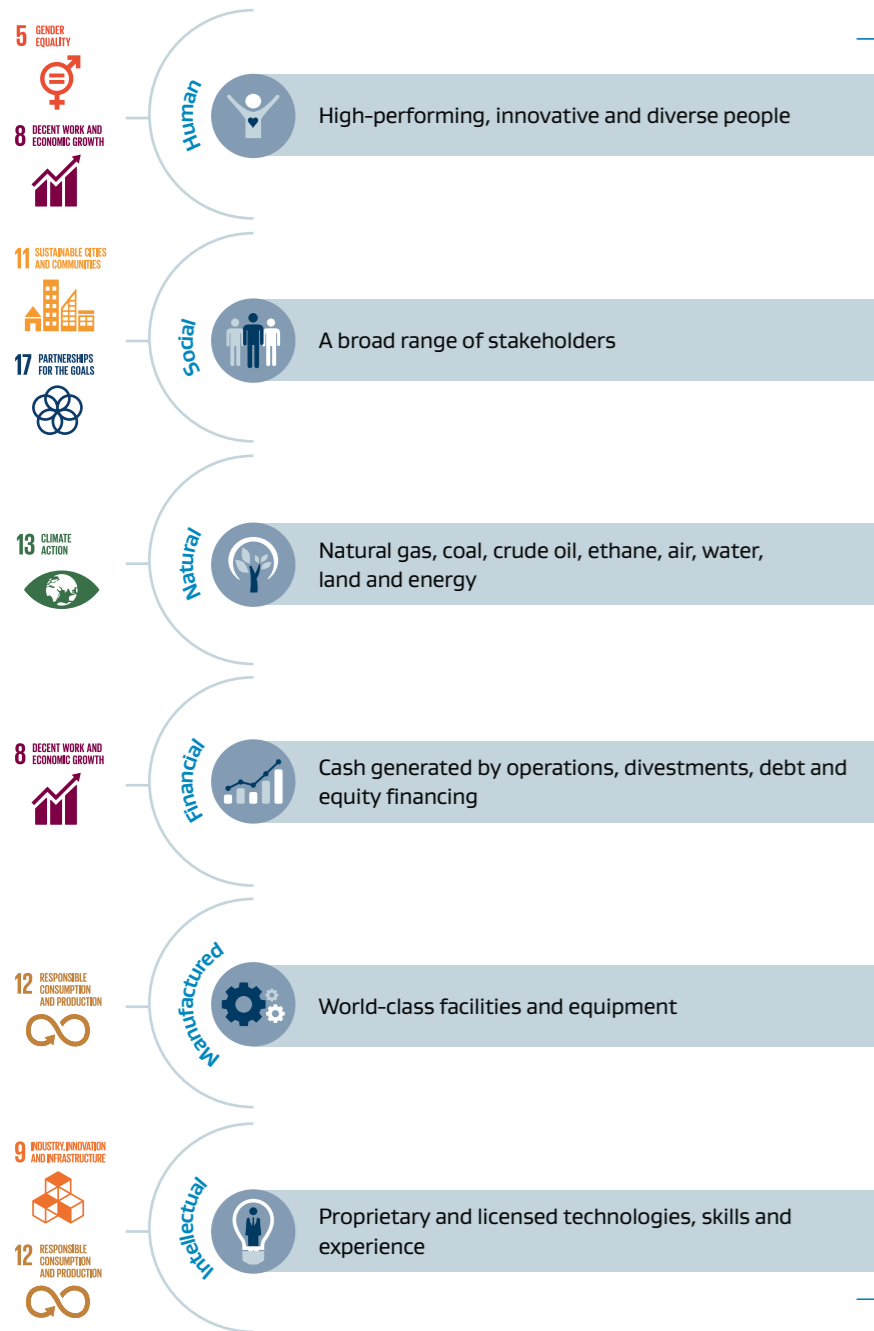 5 GENDER
EQUALITY
8 DECENT WORK AND
ECONOMIC GROWTH
Human
High-performing, innovative and diverse people
11 SUSTAINABLE CITIES
AND COMMUNITIES
17 PARTNERSHIPS
FOR THE GOALS
Social
A broad range of stakeholders
13 CLIMATE
ACTION
Natural
Natural gas, coal, crude oil, ethane, air, water,
land and energy
8 DECENT WORK AND
ECONOMIC GROWTH
Financial
Cash generated by operations, divestments, debt and
equity financing
12 RESPONSIBLE
CONSUMPTION
AND PRODUCTION
Manufactured
World-class facilities and equipment
9 INDUSTRY, INNOVATION
AND INFRASTRUCTURE
12 RESPONSIBLE
CONSUMPTION
AND PRODUCTION
Intellectual
Proprietary and licensed technologies, skills and
experience